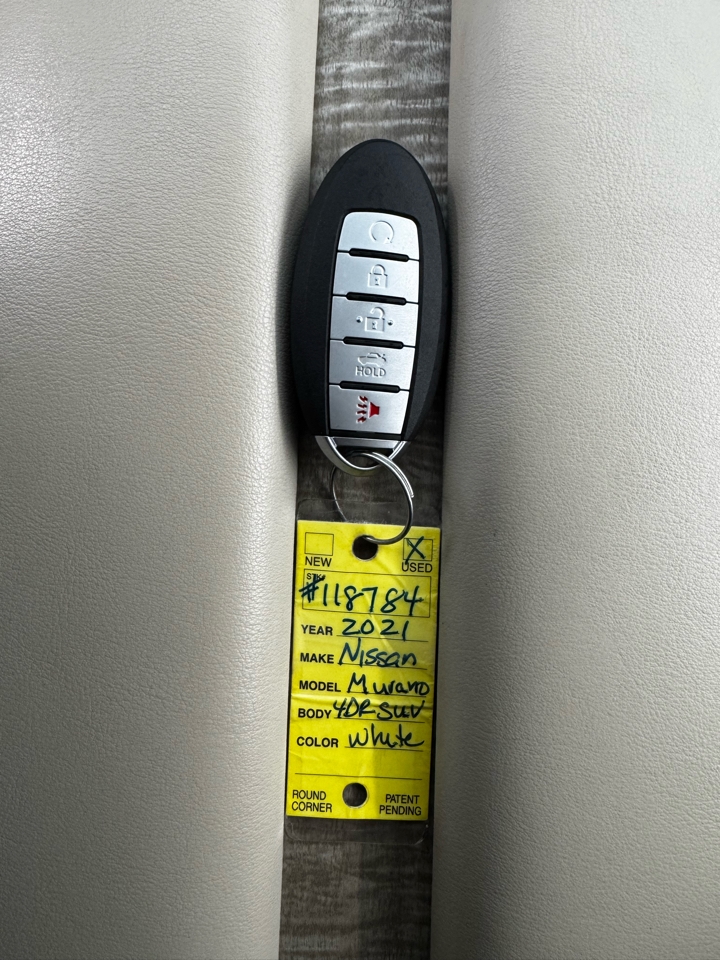 HOLD
NEW USED
STK
#118784
YEAR 2021
MAKE Nissan
MODEL Murano
BODY 4DR SUV
COLOR White
ROUND CORNER
PATENT PENDING